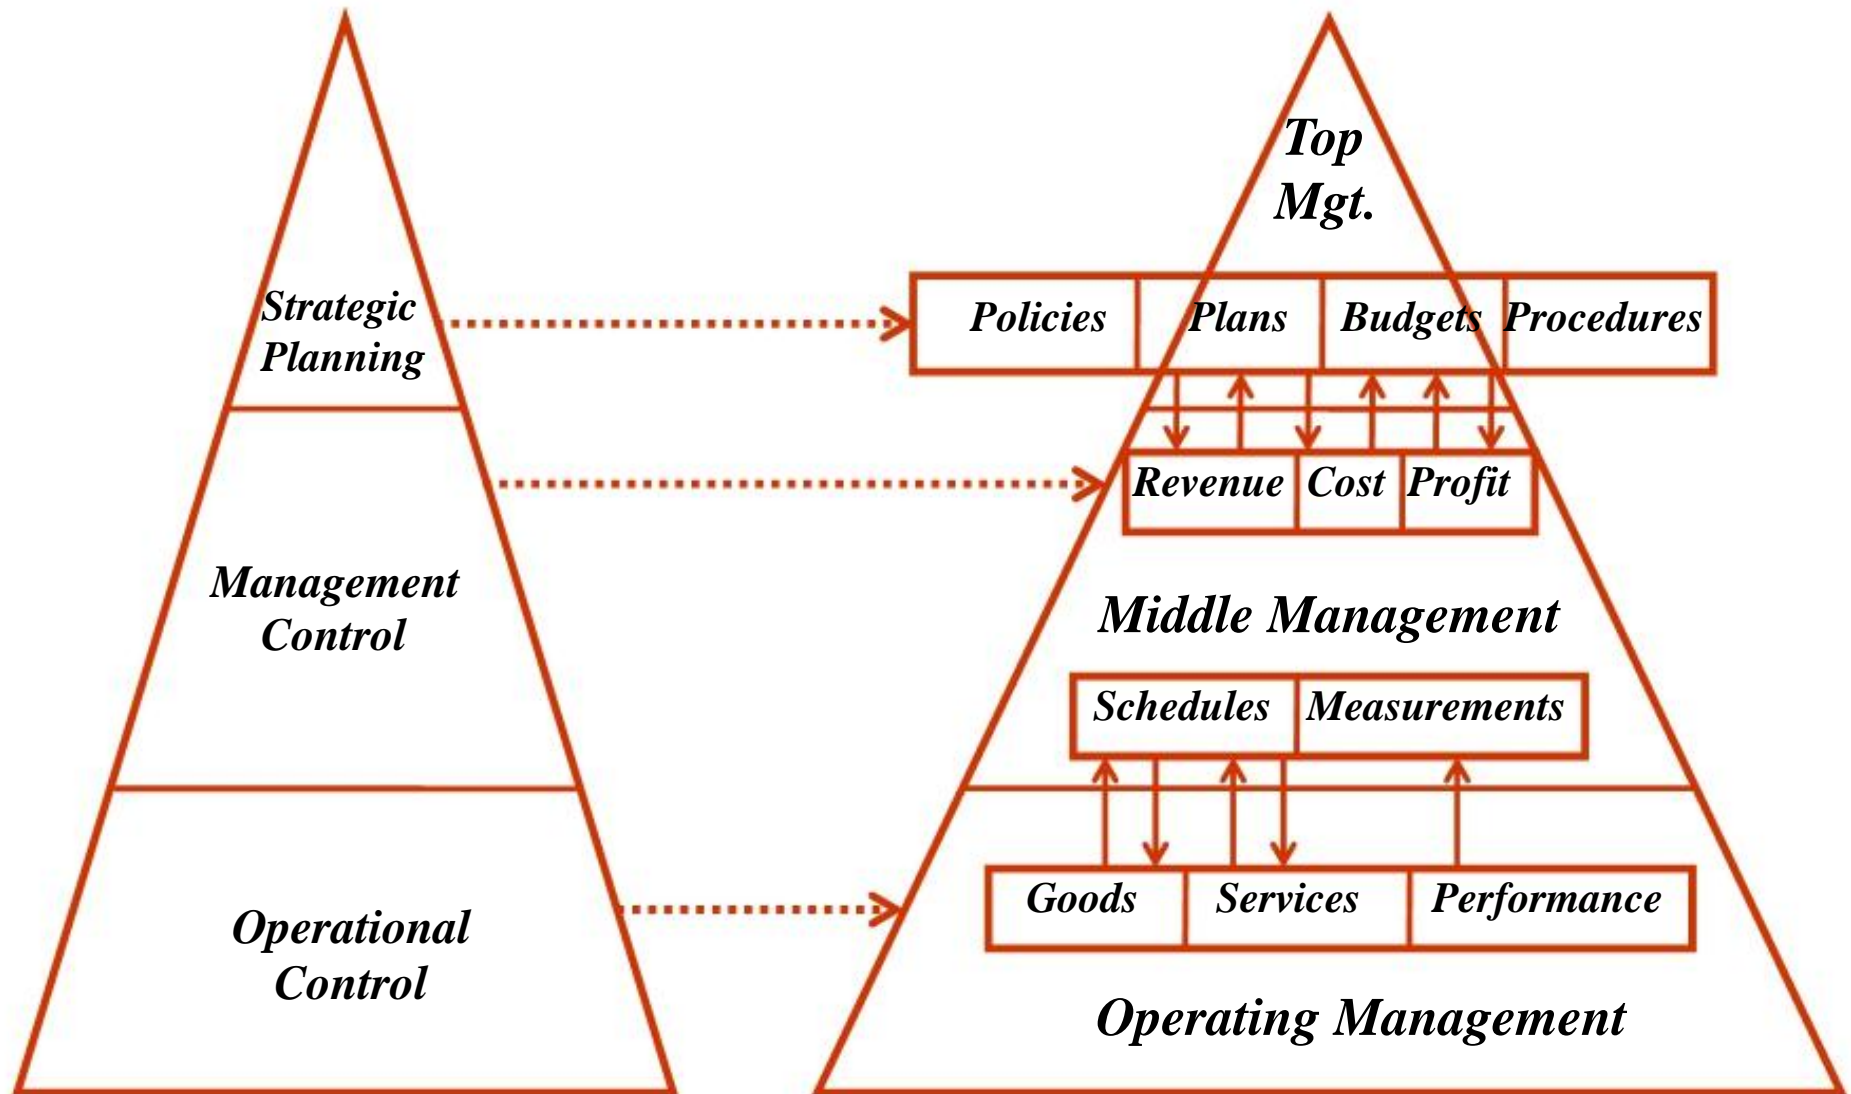 Strategic
Planning
Management
Control
Operational
Control
Top
Mgt.
Policies Plans Budgets Procedures
Revenue Cost Profit
Middle Management
Schedules Measurements
Goods Services Performance
Operating Management